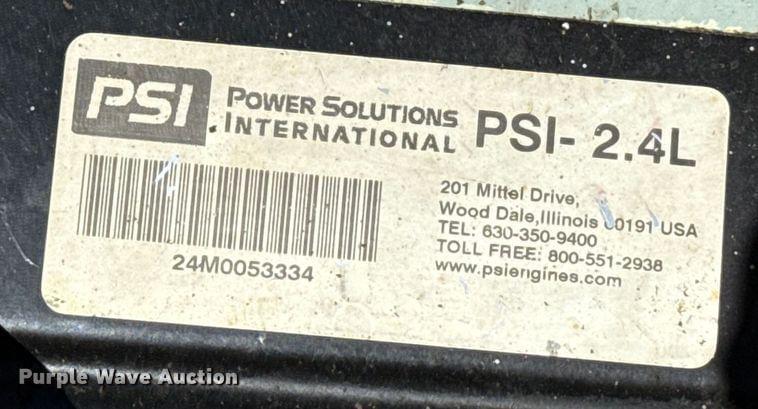 PSI
POWER SOLUTIONS
INTERNATIONAL
PSI- 2.4L
24M0053334
201 Mittel Drive,
Wood Dale,Illinois 60191 USA
TEL: 630-350-9400
TOLL FREE: 800-551-2938
www.psiengines.com
Purple Wave Auction